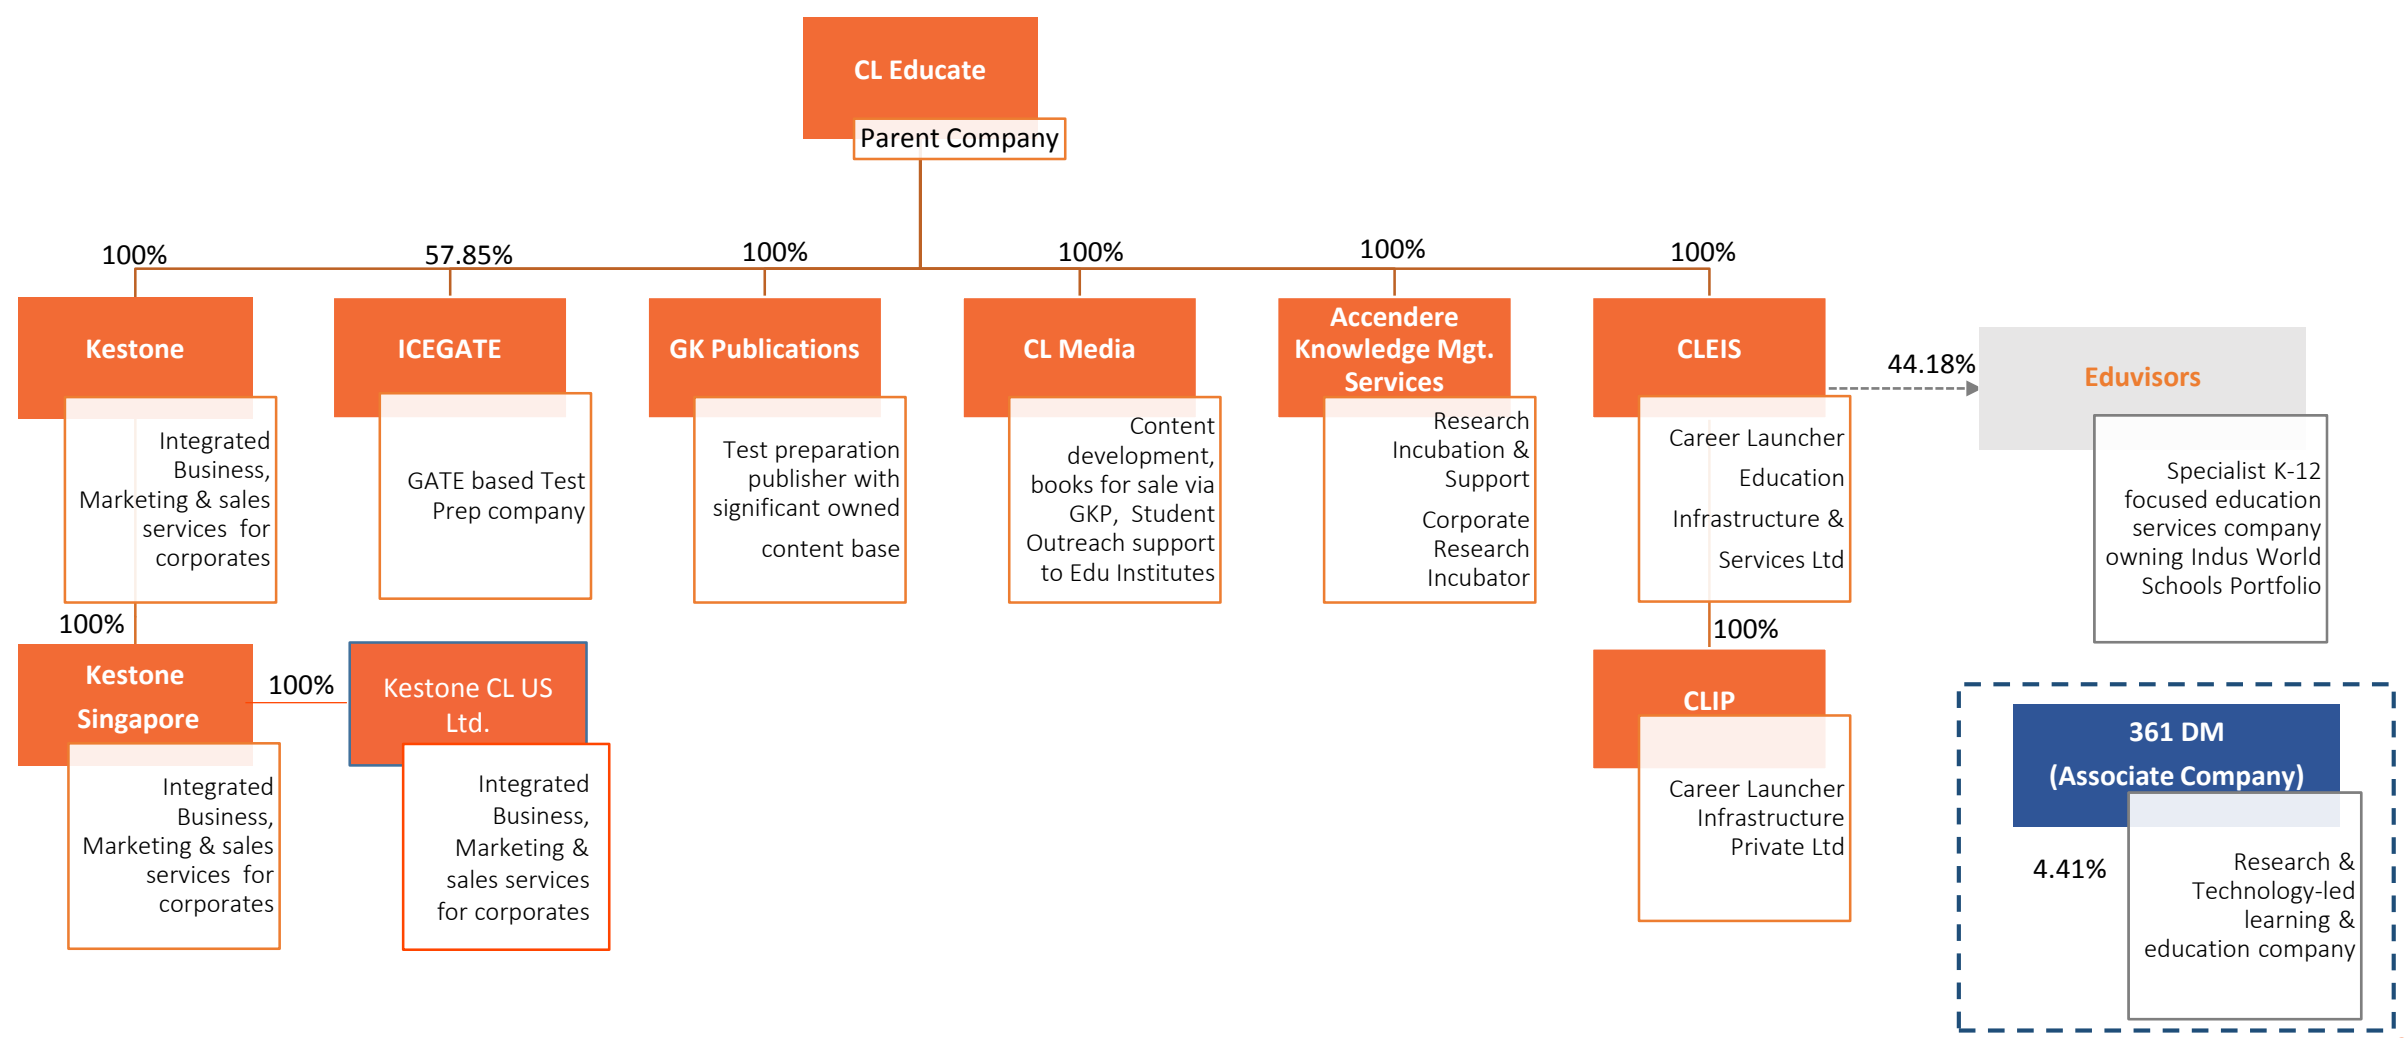 CL Educate
Parent Company
100%
57.85%
100%
100%
100%
100%
Kestone
Integrated
Business,
Marketing & sales
services for
corporates
ICEGATE
GATE based Test
Prep company
GK Publications
Test preparation
publisher with
significant owned
content base
CL Media
Content
development,
books for sale via
GKP, Student
Outreach support
to Edu Institutes
Accendere
Knowledge Mgt.
Services
Research
Incubation &
Support
Corporate
Research
Incubator
CLEIS
Career Launcher
Education
Infrastructure &
Services Ltd
44.18%
Eduvisors
Specialist K-12
focused education
services company
owning Indus World
Schools Portfolio
100%
Kestone
Singapore
Integrated
Business,
Marketing & sales
services for
corporates
100%
Kestone CL US
Ltd.
Integrated
Business,
Marketing &
sales services
for corporates
100%
CLIP
Career Launcher
Infrastructure
Private Ltd
361 DM
(Associate Company)
4.41%
Research &
Technology-led
learning &
education company